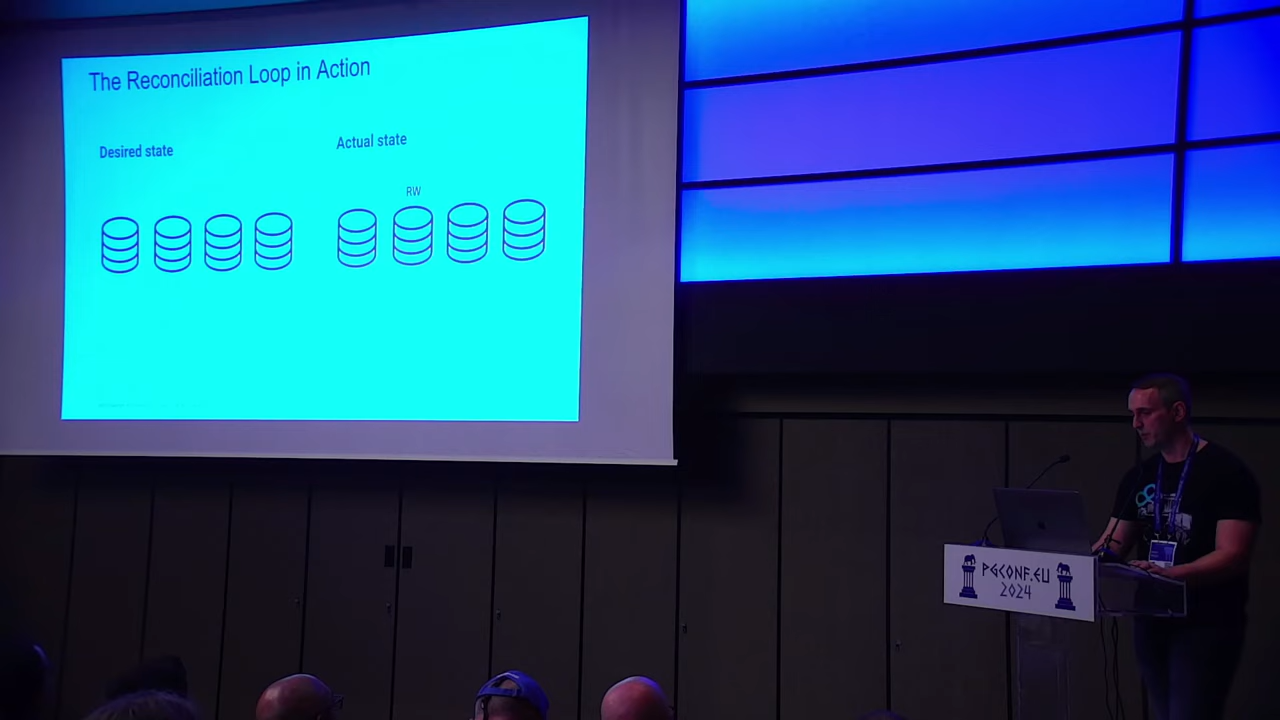 The Reconciliation Loop in Action
Desired state
Actual state
RW
PGCONF.EU
2024